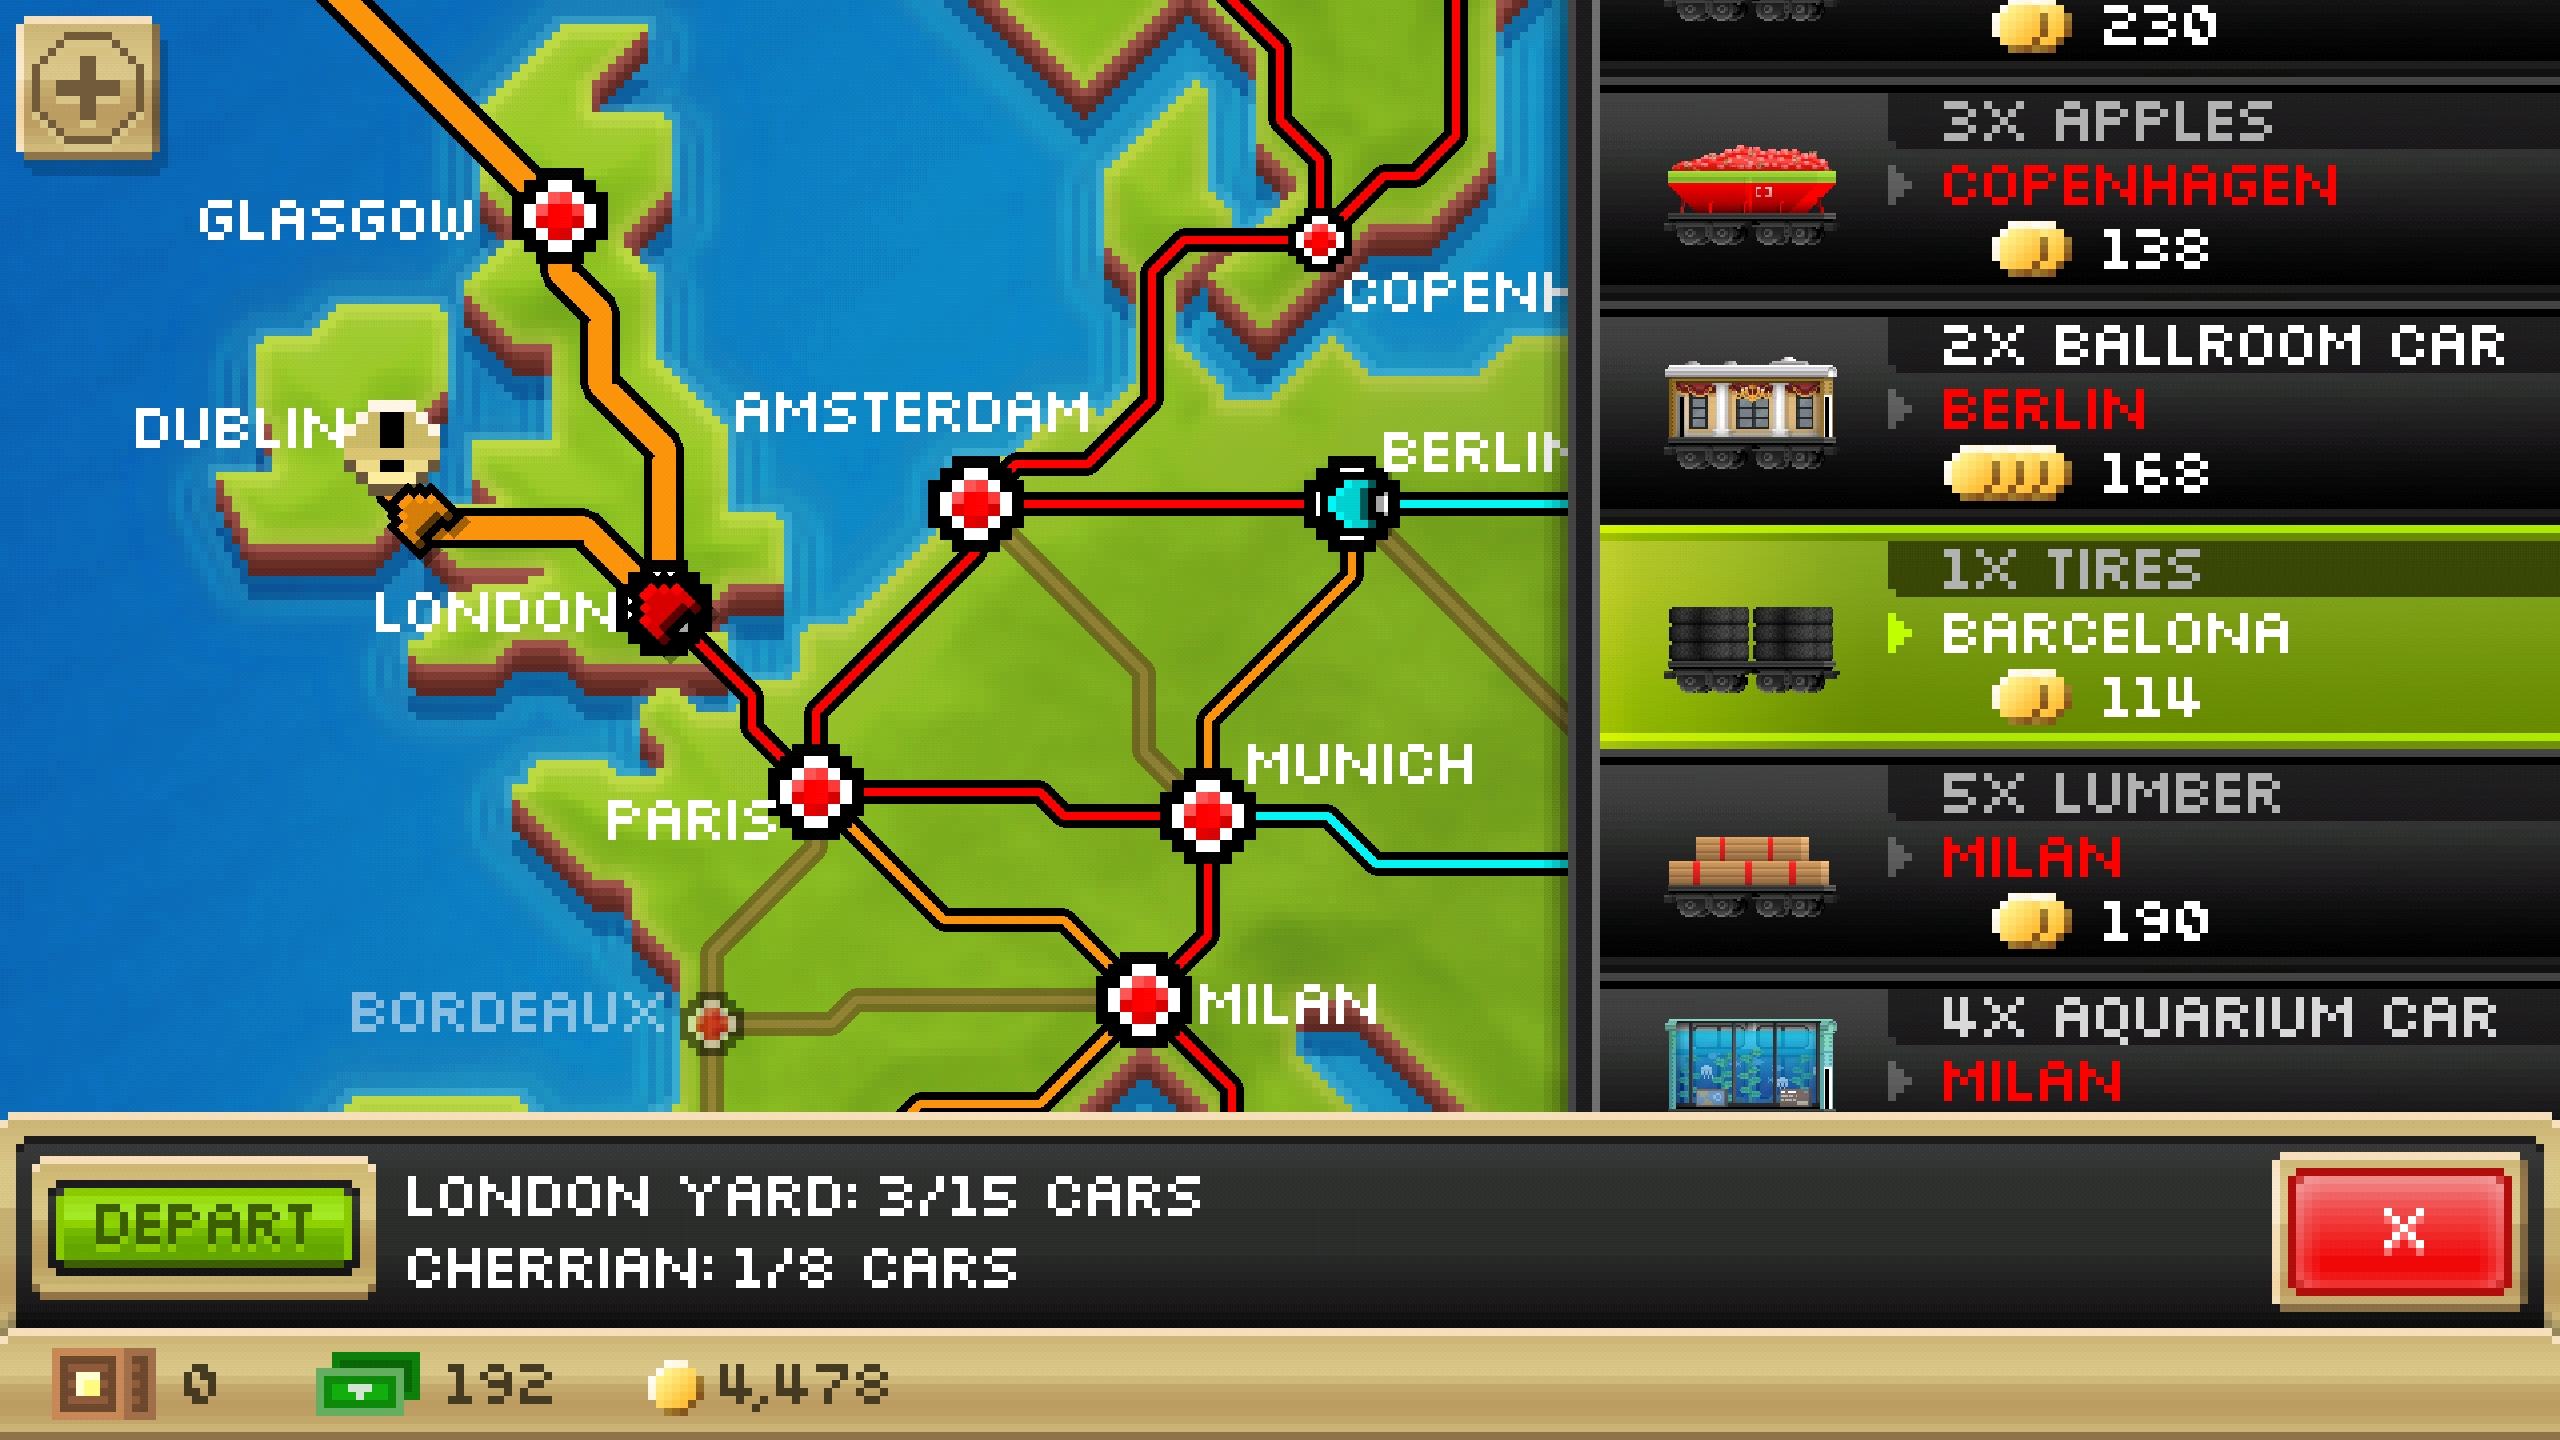 GLASGOW
DUBLIN
AMSTERDAM
COPENH
BERLIN
LONDON
MUNICH
PARIS
BORDEAUX
MILAN
230
3X APPLES
COPENHAGEN
138
2X BALLROOM CAR
BERLIN
168
1X TIRES
BARCELONA
114
5X LUMBER
MILAN
190
4X AQUARIUM CAR
MILAN
DEPART
LONDON YARD: 3/15 CARS
CHERRIAN: 1/8 CARS
X
0
192
4,478